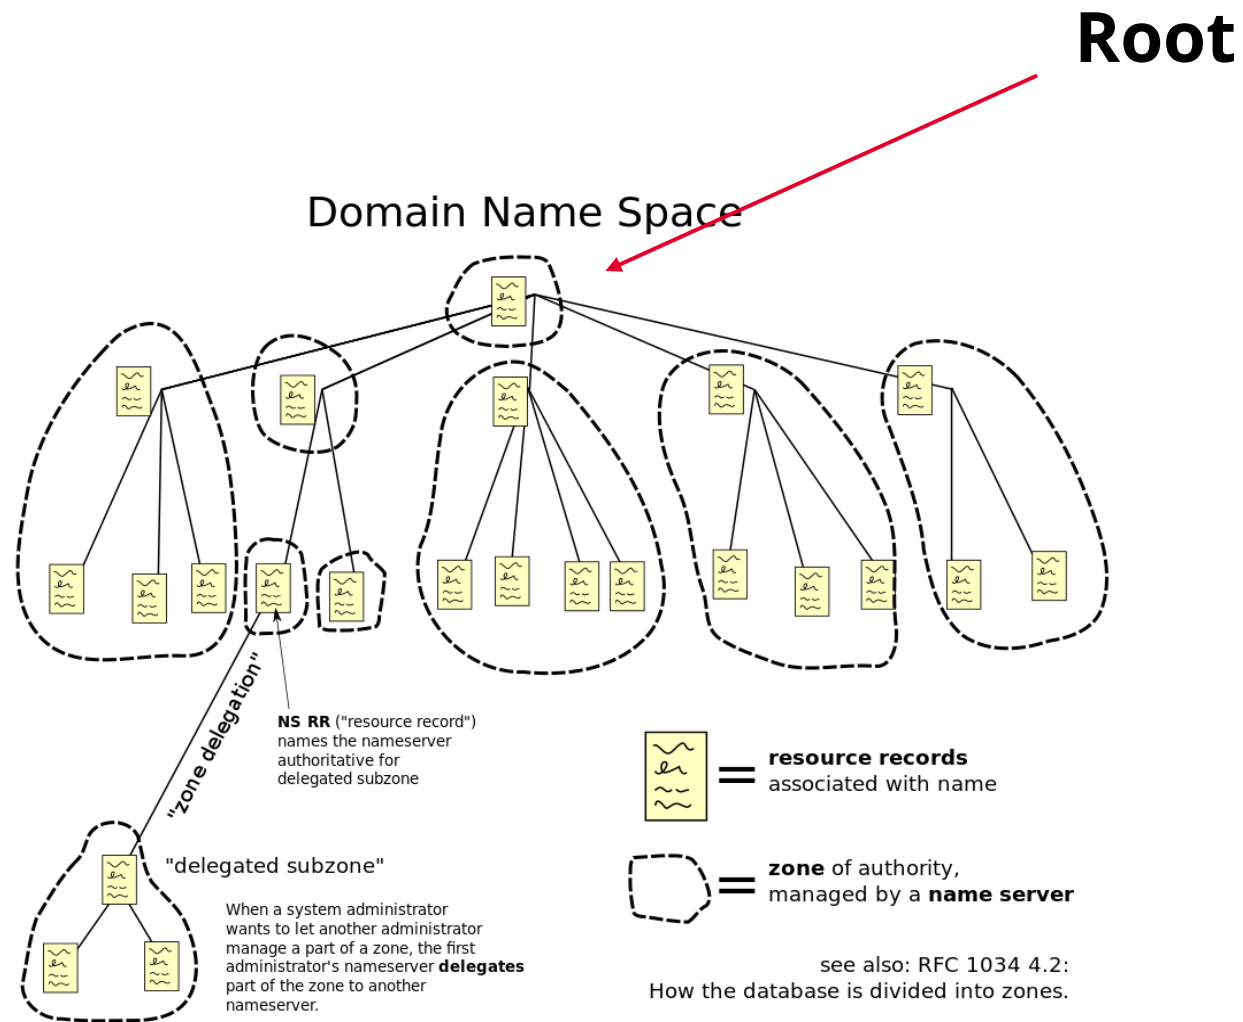 Root
Domain Name Space
"zone delegation"
NS RR ("resource record")
names the nameserver
authoritative for
delegated subzone
resource records
associated with name
"delegated subzone"
zone of authority,
managed by a name server
When a system administrator
wants to let another administrator
manage a part of a zone, the first
administrator's nameserver delegates
part of the zone to another
nameserver.
see also: RFC 1034 4.2:
How the database is divided into zones.